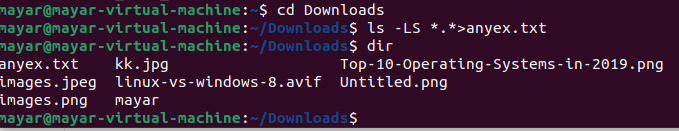 mayar@mayar-virtual-machine:~$ cd Downloads
mayar@mayar-virtual-machine:~/Downloads$ ls -LS *.*>anyex.txt
mayar@mayar-virtual-machine:~/Downloads$ dir
anyex.txt kk.jpg Top-10-Operating-Systems-in-2019.png
images.jpeg linux-vs-windows-8.avif Untitled.png
images.png mayar
mayar@mayar-virtual-machine:~/Downloads$